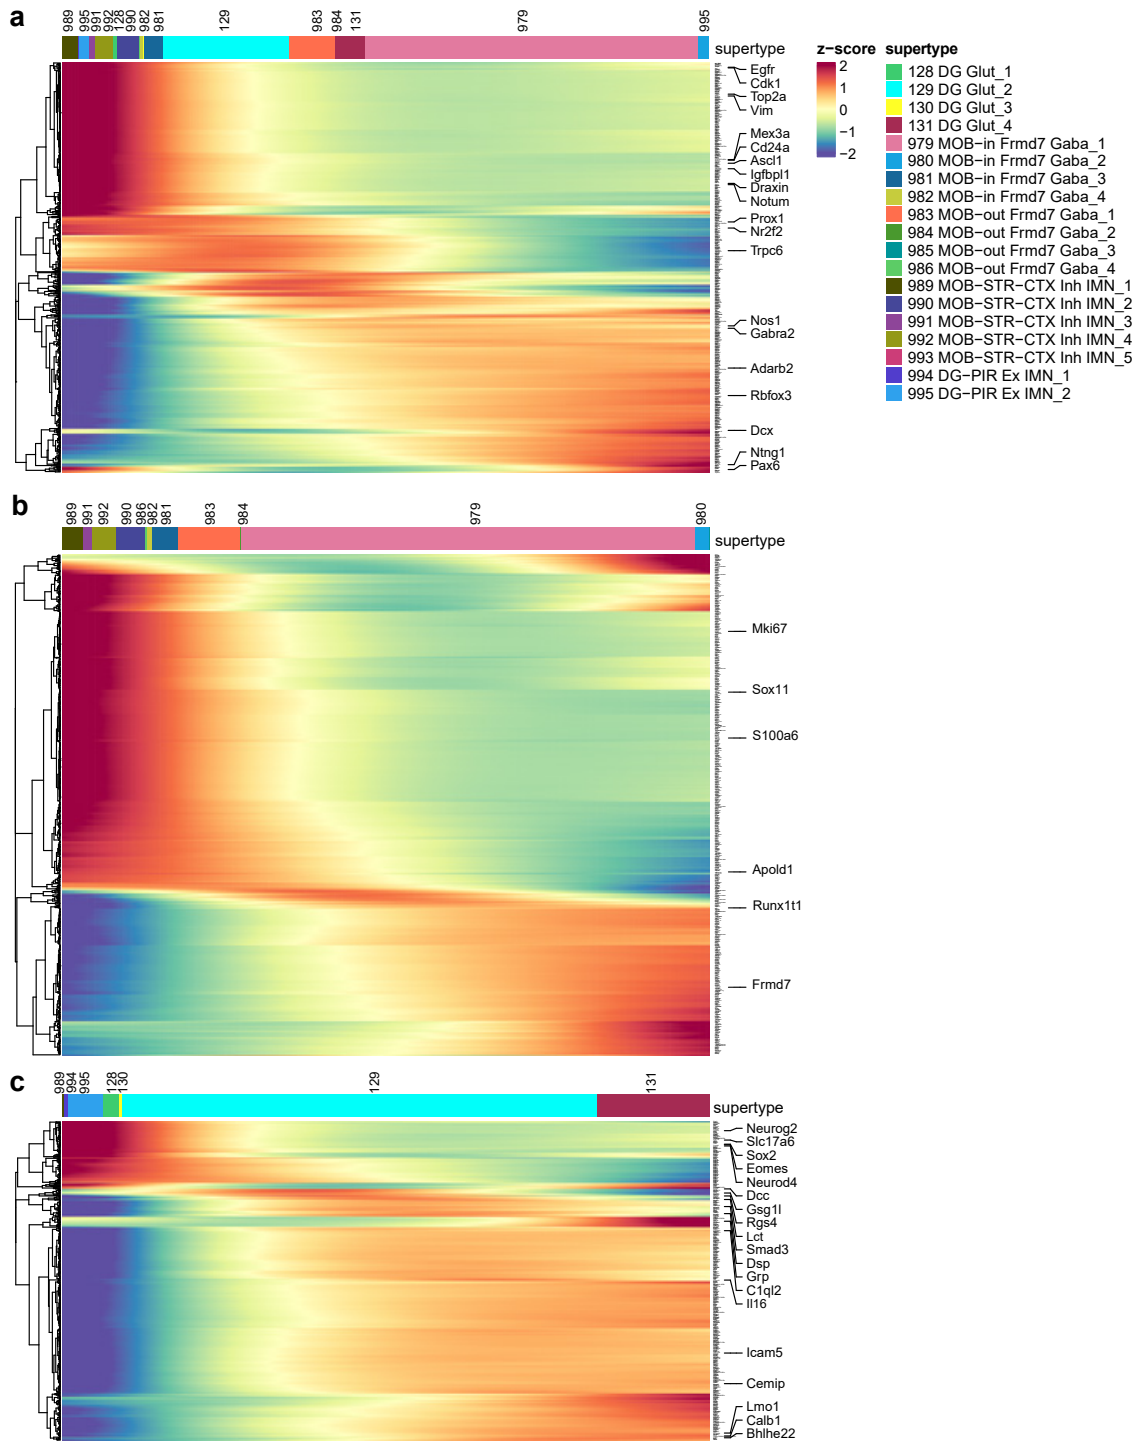 a
989
995
991
992
128
990
982
981
129
983
984
131
979
995
supertype
Egfr
Cdk1
Top2a
Vim
Mex3a
Cd24a
Ascl1
Igfbpl1
Draxin
Notum
Prox1
Nr2f2
Trpc6
Nos1
Gabra2
Adarb2
Rbfox3
Dcx
Ntng1
Pax6
z−score
2
1
0
−1
−2
supertype
128 DG Glut_1
129 DG Glut_2
130 DG Glut_3
131 DG Glut_4
979 MOB−in Frmd7 Gaba_1
980 MOB−in Frmd7 Gaba_2
981 MOB−in Frmd7 Gaba_3
982 MOB−in Frmd7 Gaba_4
983 MOB−out Frmd7 Gaba_1
984 MOB−out Frmd7 Gaba_2
985 MOB−out Frmd7 Gaba_3
986 MOB−out Frmd7 Gaba_4
989 MOB−STR−CTX Inh IMN_1
990 MOB−STR−CTX Inh IMN_2
991 MOB−STR−CTX Inh IMN_3
992 MOB−STR−CTX Inh IMN_4
993 MOB−STR−CTX Inh IMN_5
994 DG−PIR Ex IMN_1
995 DG−PIR Ex IMN_2
b
989
991
992
990
986
982
981
983
984
979
980
supertype
Mki67
Sox11
S100a6
Apold1
Runx1t1
Frmd7
c
989
994
995
128
130
129
131
supertype
Neurog2
Slc17a6
Sox2
Eomes
Neurod4
Dcc
Gsg1l
Rgs4
Lct
Smad3
Dsp
Grp
C1ql2
Il16
Icam5
Cemip
Lmo1
Calb1
Bhlhe22